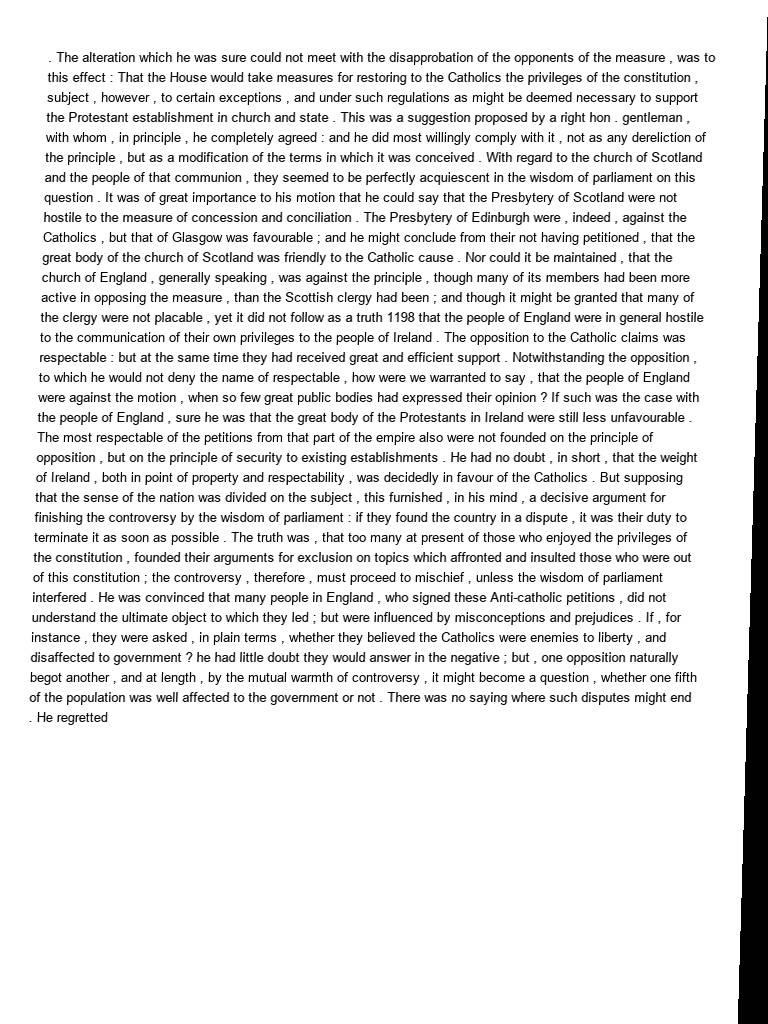 . The alteration which he was sure could not meet with the disapprobation of the opponents of the measure , was to
this effect : That the House would take measures for restoring to the Catholics the privileges of the constitution ,
subject , however , to certain exceptions , and under such regulations as might be deemed necessary to support
the Protestant establishment in church and state . This was a suggestion proposed by a right hon . gentleman ,
with whom , in principle , he completely agreed : and he did most willingly comply with it , not as any dereliction of
the principle , but as a modification of the terms in which it was conceived . With regard to the church of Scotland
and the people of that communion , they seemed to be perfectly acquiescent in the wisdom of parliament on this
question . It was of great importance to his motion that he could say that the Presbytery of Scotland were not
hostile to the measure of concession and conciliation . The Presbytery of Edinburgh were , indeed , against the
Catholics , but that of Glasgow was favourable ; and he might conclude from their not having petitioned , that the
great body of the church of Scotland was friendly to the Catholic cause . Nor could it be maintained , that the
church of England , generally speaking , was against the principle , though many of its members had been more
active in opposing the measure , than the Scottish clergy had been ; and though it might be granted that many of
the clergy were not placable , yet it did not follow as a truth 1198 that the people of England were in general hostile
to the communication of their own privileges to the people of Ireland . The opposition to the Catholic claims was
respectable : but at the same time they had received great and efficient support . Notwithstanding the opposition ,
to which he would not deny the name of respectable , how were we warranted to say , that the people of England
were against the motion , when so few great public bodies had expressed their opinion ? If such was the case with
the people of England , sure he was that the great body of the Protestants in Ireland were still less unfavourable .
The most respectable of the petitions from that part of the empire also were not founded on the principle of
opposition , but on the principle of security to existing establishments . He had no doubt , in short , that the weight
of Ireland , both in point of property and respectability , was decidedly in favour of the Catholics . But supposing
that the sense of the nation was divided on the subject , this furnished , in his mind , a decisive argument for
finishing the controversy by the wisdom of parliament : if they found the country in a dispute , it was their duty to
terminate it as soon as possible . The truth was , that too many at present of those who enjoyed the privileges of
the constitution , founded their arguments for exclusion on topics which affronted and insulted those who were out
of this constitution ; the controversy , therefore , must proceed to mischief , unless the wisdom of parliament
interfered . He was convinced that many people in England , who signed these Anti-catholic petitions , did not
understand the ultimate object to which they led ; but were influenced by misconceptions and prejudices . If , for
instance , they were asked , in plain terms , whether they believed the Catholics were enemies to liberty , and
disaffected to government ? he had little doubt they would answer in the negative ; but , one opposition naturally
begot another , and at length , by the mutual warmth of controversy , it might become a question , whether one fifth
of the population was well affected to the government or not . There was no saying where such disputes might end
. He regretted